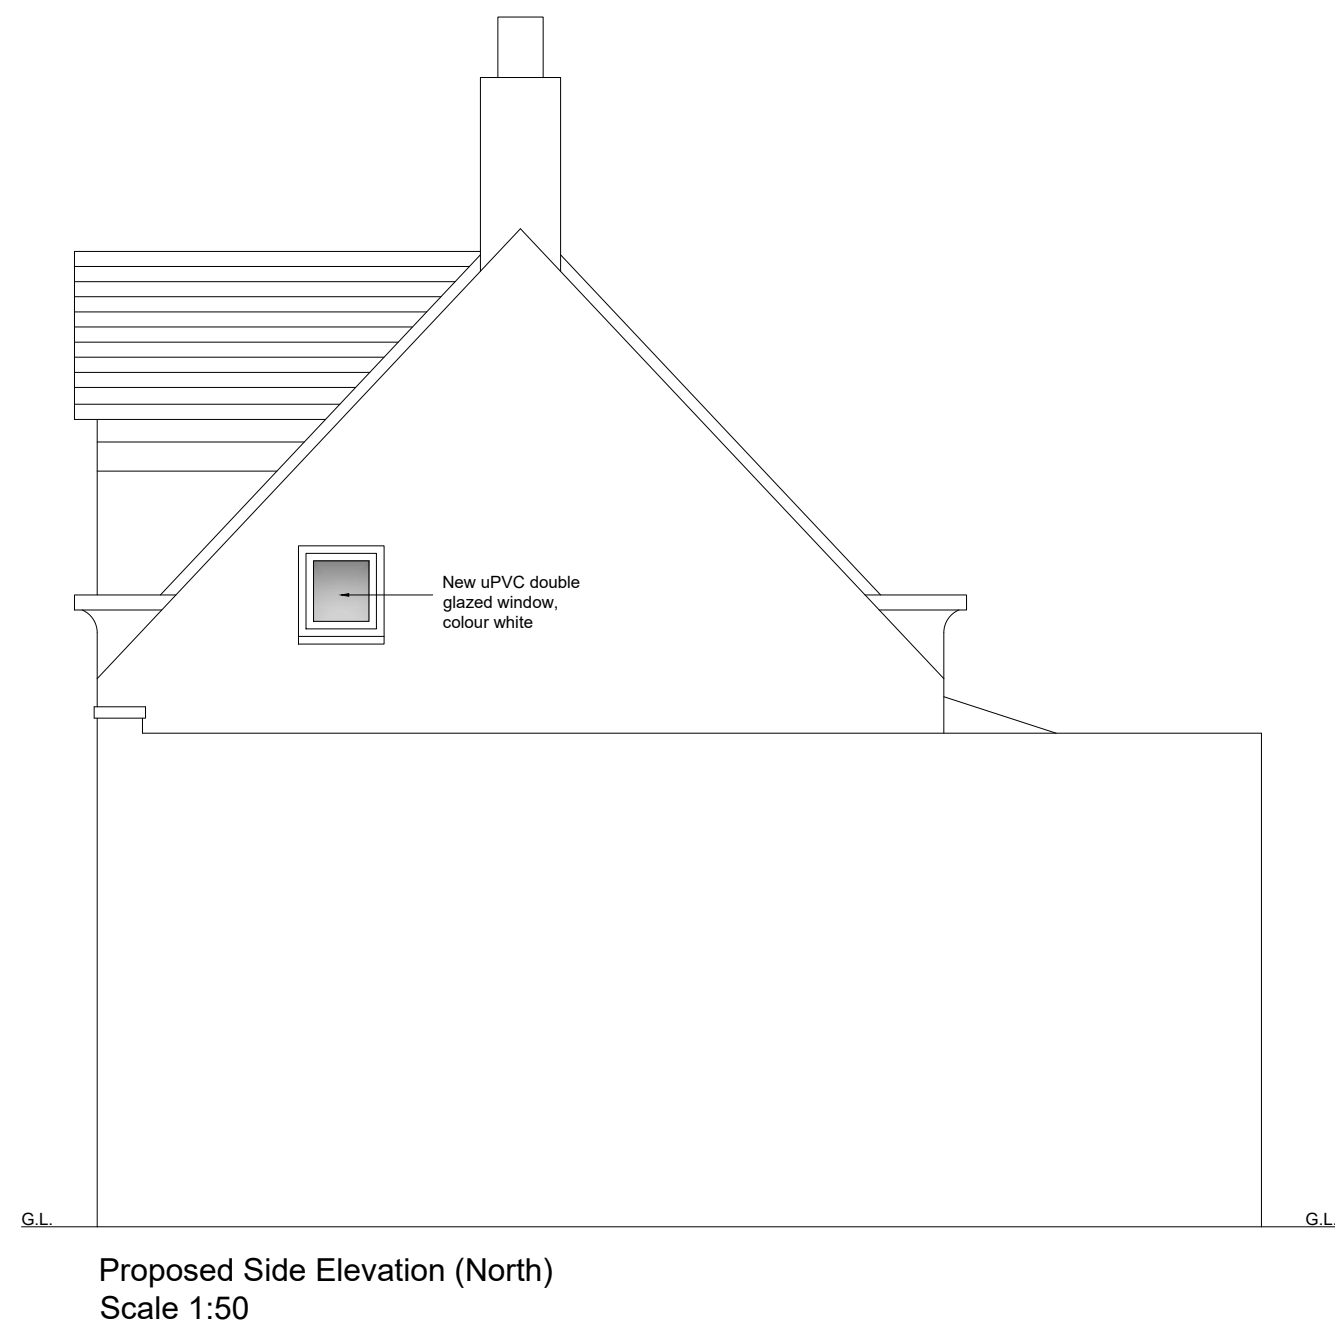 New uPVC double
glazed window,
colour white
G.L.
G.L.
Proposed Side Elevation (North)
Scale 1:50